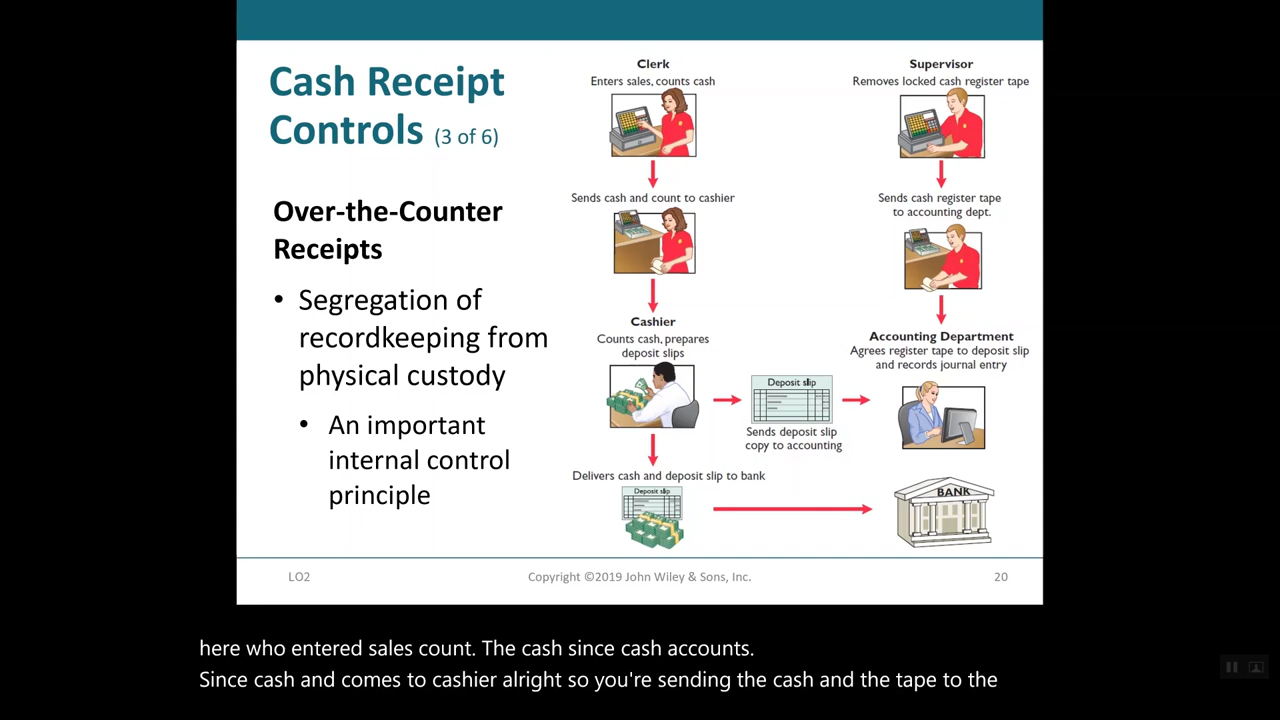 Cash Receipt
Controls (3 of 6)
Over-the-Counter
Receipts
• Segregation of
recordkeeping from
physical custody
• An important
internal control
principle
Clerk
Enters sales, counts cash
Sends cash and count to cashier
Cashier
Counts cash, prepares
deposit slips
Deposit slip
Sends deposit slip
copy to accounting
Delivers cash and deposit slip to bank
Deposit slip
Supervisor
Removes locked cash register tape
Sends cash register tape
to accounting dept.
Accounting Department
Agrees register tape to deposit slip
and records journal entry
BANK
LO2
Copyright ©2019 John Wiley & Sons, Inc.
20
here who entered sales count. The cash since cash accounts.
Since cash and comes to cashier alright so you're sending the cash and the tape to the